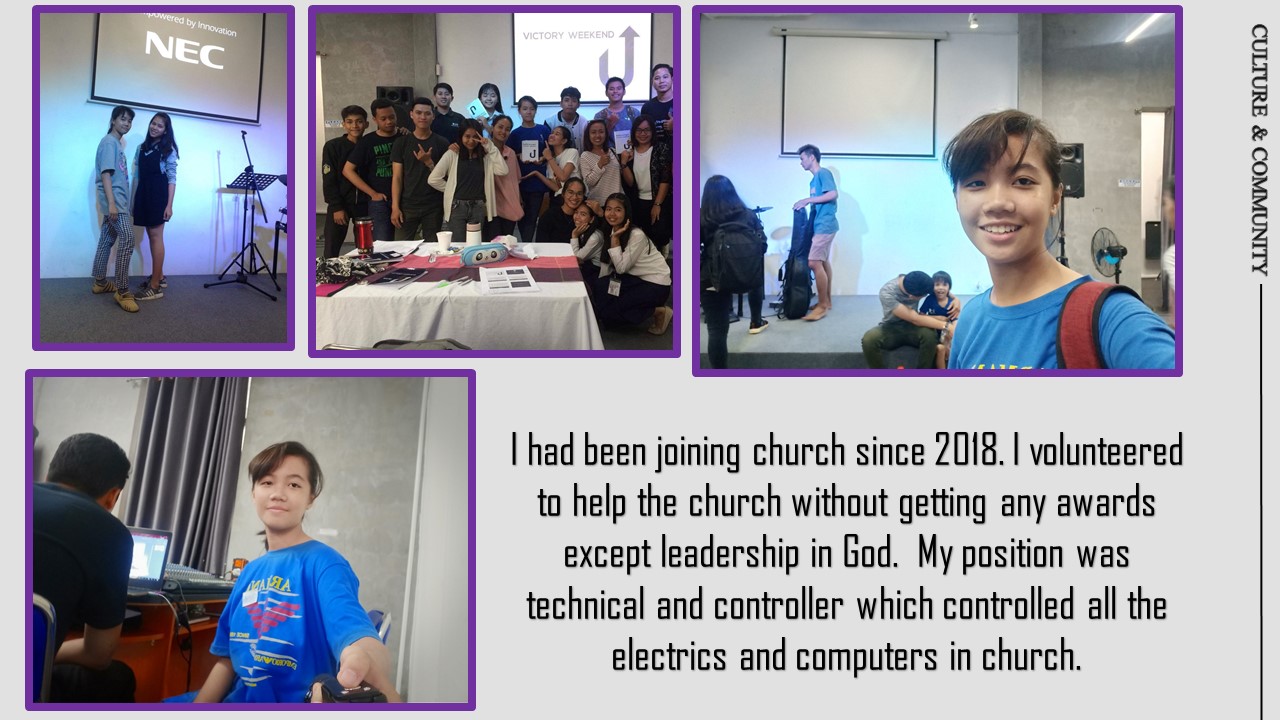 Empowered by Innovation
NEC
VICTORY WEEKEND
CULTURE & COMMUNITY
I had been joining church since 2018. I volunteered
to help the church without getting any awards
except leadership in God. My position was
technical and controller which controlled all the
electrics and computers in church.